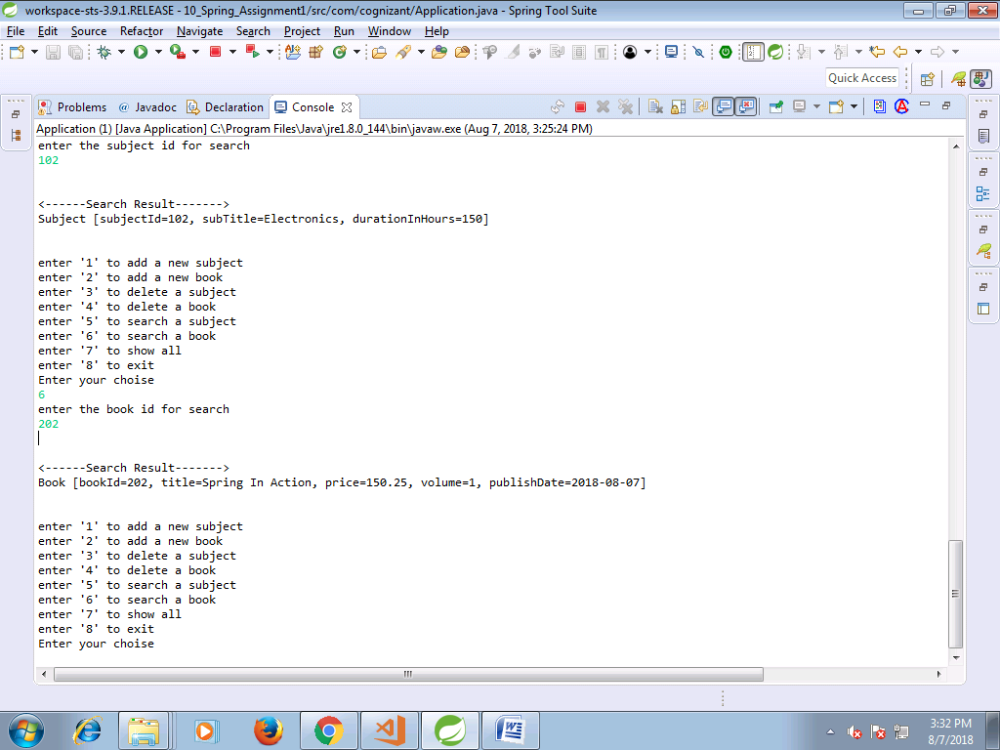 workspace-sts-3.9.1.RELEASE - 10_Spring_Assignment1/src/com/cognizant/Application.java - Spring Tool Suite
File Edit Source Refactor Navigate Search Project Run Window Help
Quick Access
Problems @ Javadoc Declaration Console
Application (1) [Java Application] C:\Program Files\Java\jre1.8.0_144\bin\javaw.exe (Aug 7, 2018, 3:25:24 PM)
enter the subject id for search
102
<------Search Result------->
Subject [subjectId=102, subTitle=Electronics, durationInHours=150]
enter '1' to add a new subject
enter '2' to add a new book
enter '3' to delete a subject
enter '4' to delete a book
enter '5' to search a subject
enter '6' to search a book
enter '7' to show all
enter '8' to exit
Enter your choise
6
enter the book id for search
202
<------Search Result------->
Book [bookId=202, title=Spring In Action, price=150.25, volume=1, publishDate=2018-08-07]
enter '1' to add a new subject
enter '2' to add a new book
enter '3' to delete a subject
enter '4' to delete a book
enter '5' to search a subject
enter '6' to search a book
enter '7' to show all
enter '8' to exit
Enter your choise
3:32 PM
8/7/2018